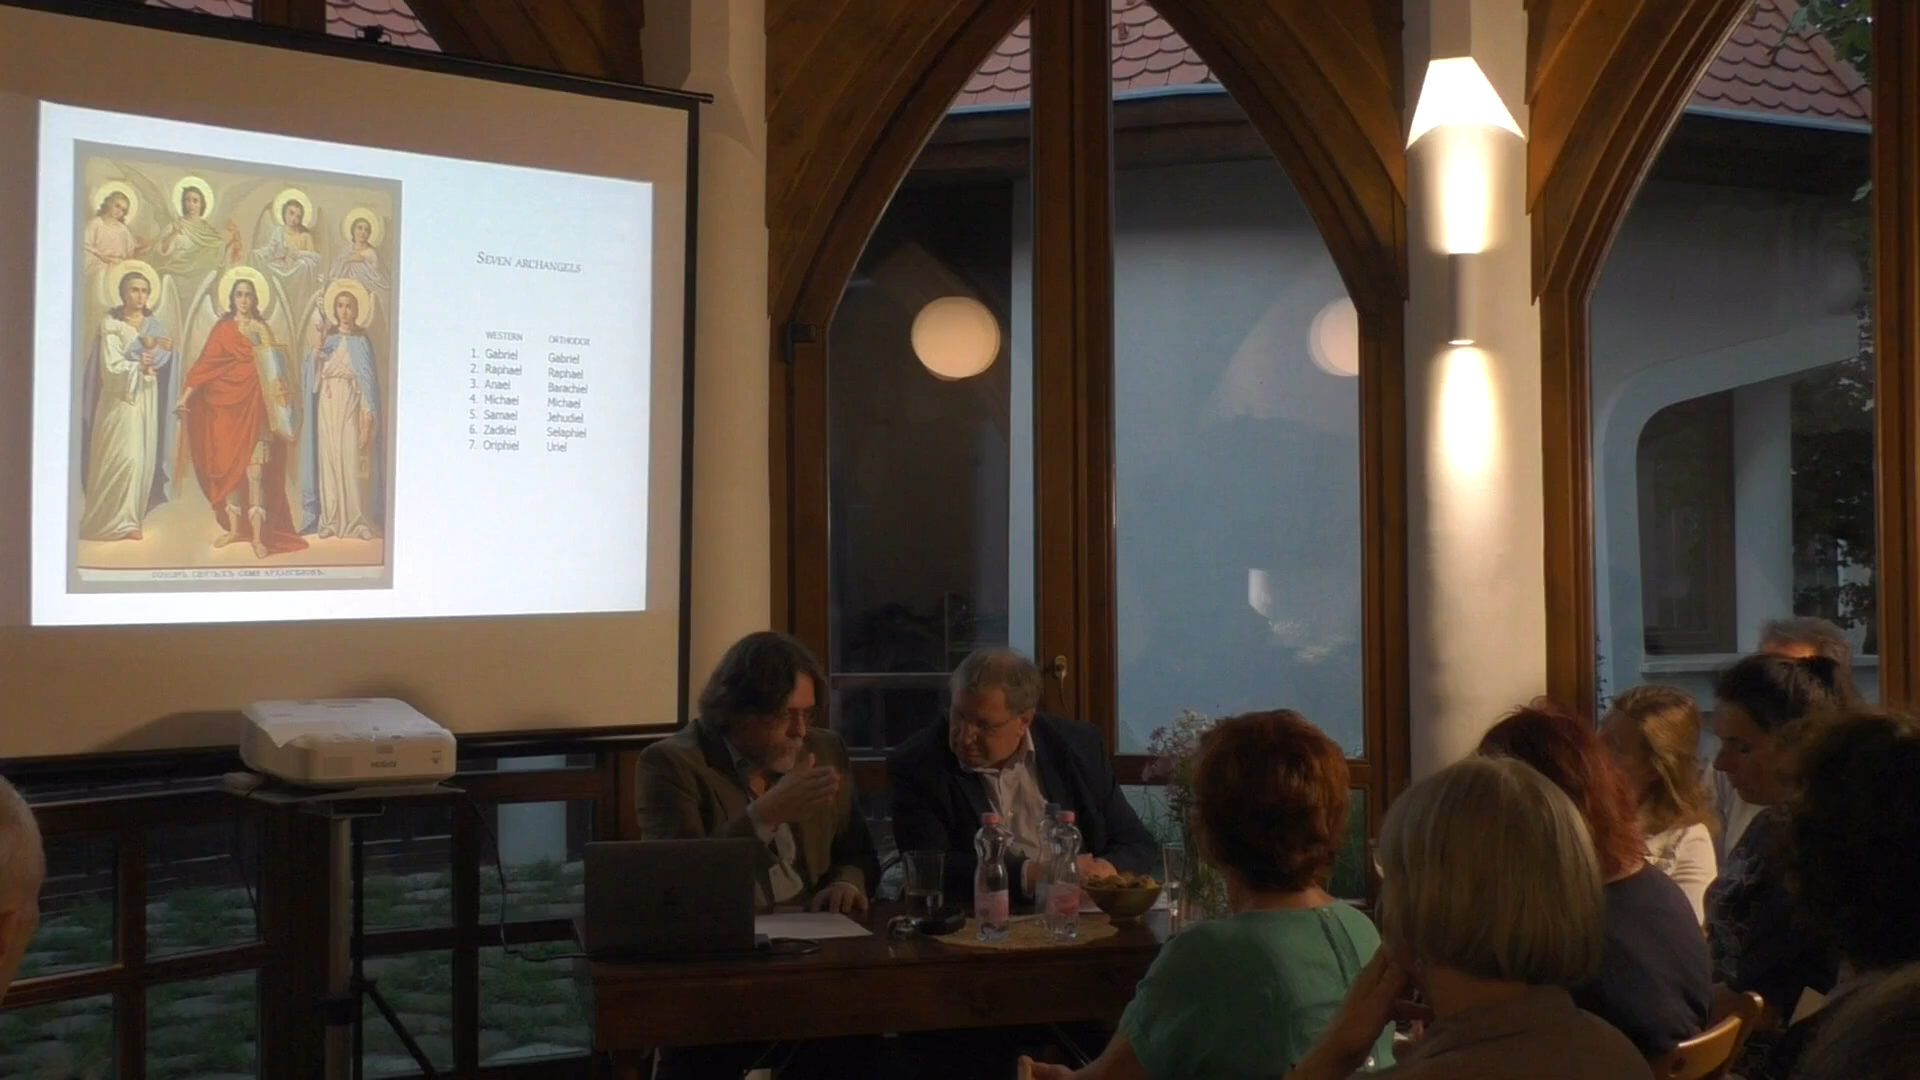 SEVEN ARCHANGELS
WESTERN ORTHODOX
1. Gabriel Gabriel
2. Raphael Raphael
3. Anael Barachiel
4. Michael Michael
5. Samael Jehudiel
6. Zadkiel Selaphiel
7. Oriphiel Uriel
EPSON